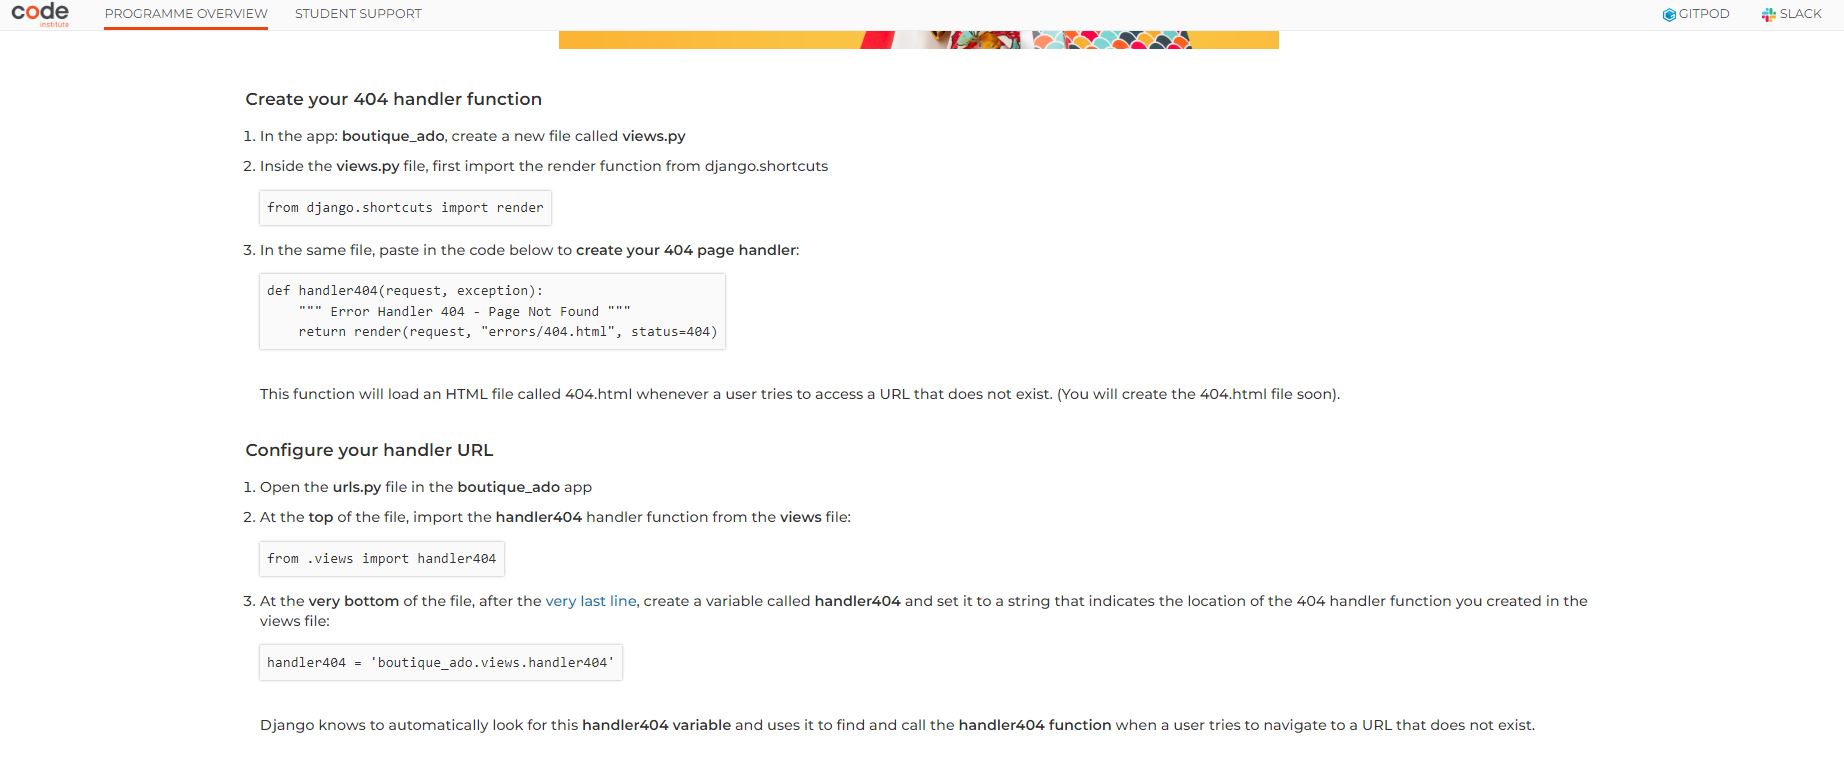 code
institute
PROGRAMME OVERVIEW
STUDENT SUPPORT
GITPOD
SLACK
Create your 404 handler function
1. In the app: boutique_ado, create a new file called views.py
2. Inside the views.py file, first import the render function from django.shortcuts
from django.shortcuts import render
3. In the same file, paste in the code below to create your 404 page handler:
def handler404(request, exception):
    """ Error Handler 404 - Page Not Found """
    return render(request, "errors/404.html", status=404)
This function will load an HTML file called 404.html whenever a user tries to access a URL that does not exist. (You will create the 404.html file soon).
Configure your handler URL
1. Open the urls.py file in the boutique_ado app
2. At the top of the file, import the handler404 handler function from the views file:
from .views import handler404
3. At the very bottom of the file, after the very last line, create a variable called handler404 and set it to a string that indicates the location of the 404 handler function you created in the
views file:
handler404 = 'boutique_ado.views.handler404'
Django knows to automatically look for this handler404 variable and uses it to find and call the handler404 function when a user tries to navigate to a URL that does not exist.